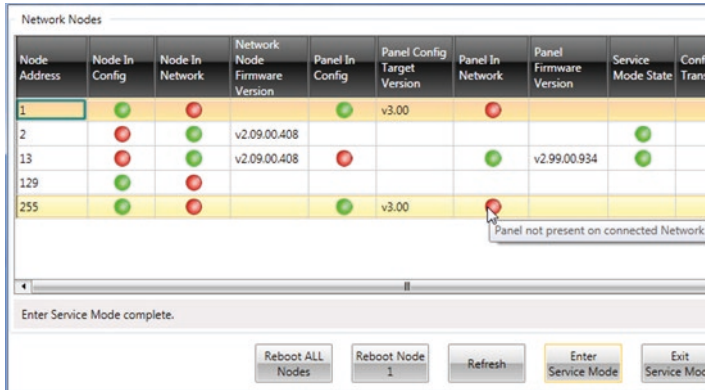 Network Nodes
Node Address
Node In Config
Node In Network
Network Node Firmware Version
Panel In Config
Panel Config Target Version
Panel In Network
Panel Firmware Version
Service Mode State
1 v3.00
2 v2.09.00.408
13 v2.09.00.408 v2.99.00.934
129
255 v3.00
Panel not present on connected Network
Enter Service Mode complete.
Reboot ALL Nodes
Reboot Node 1
Refresh
Enter Service Mode
Exit Service